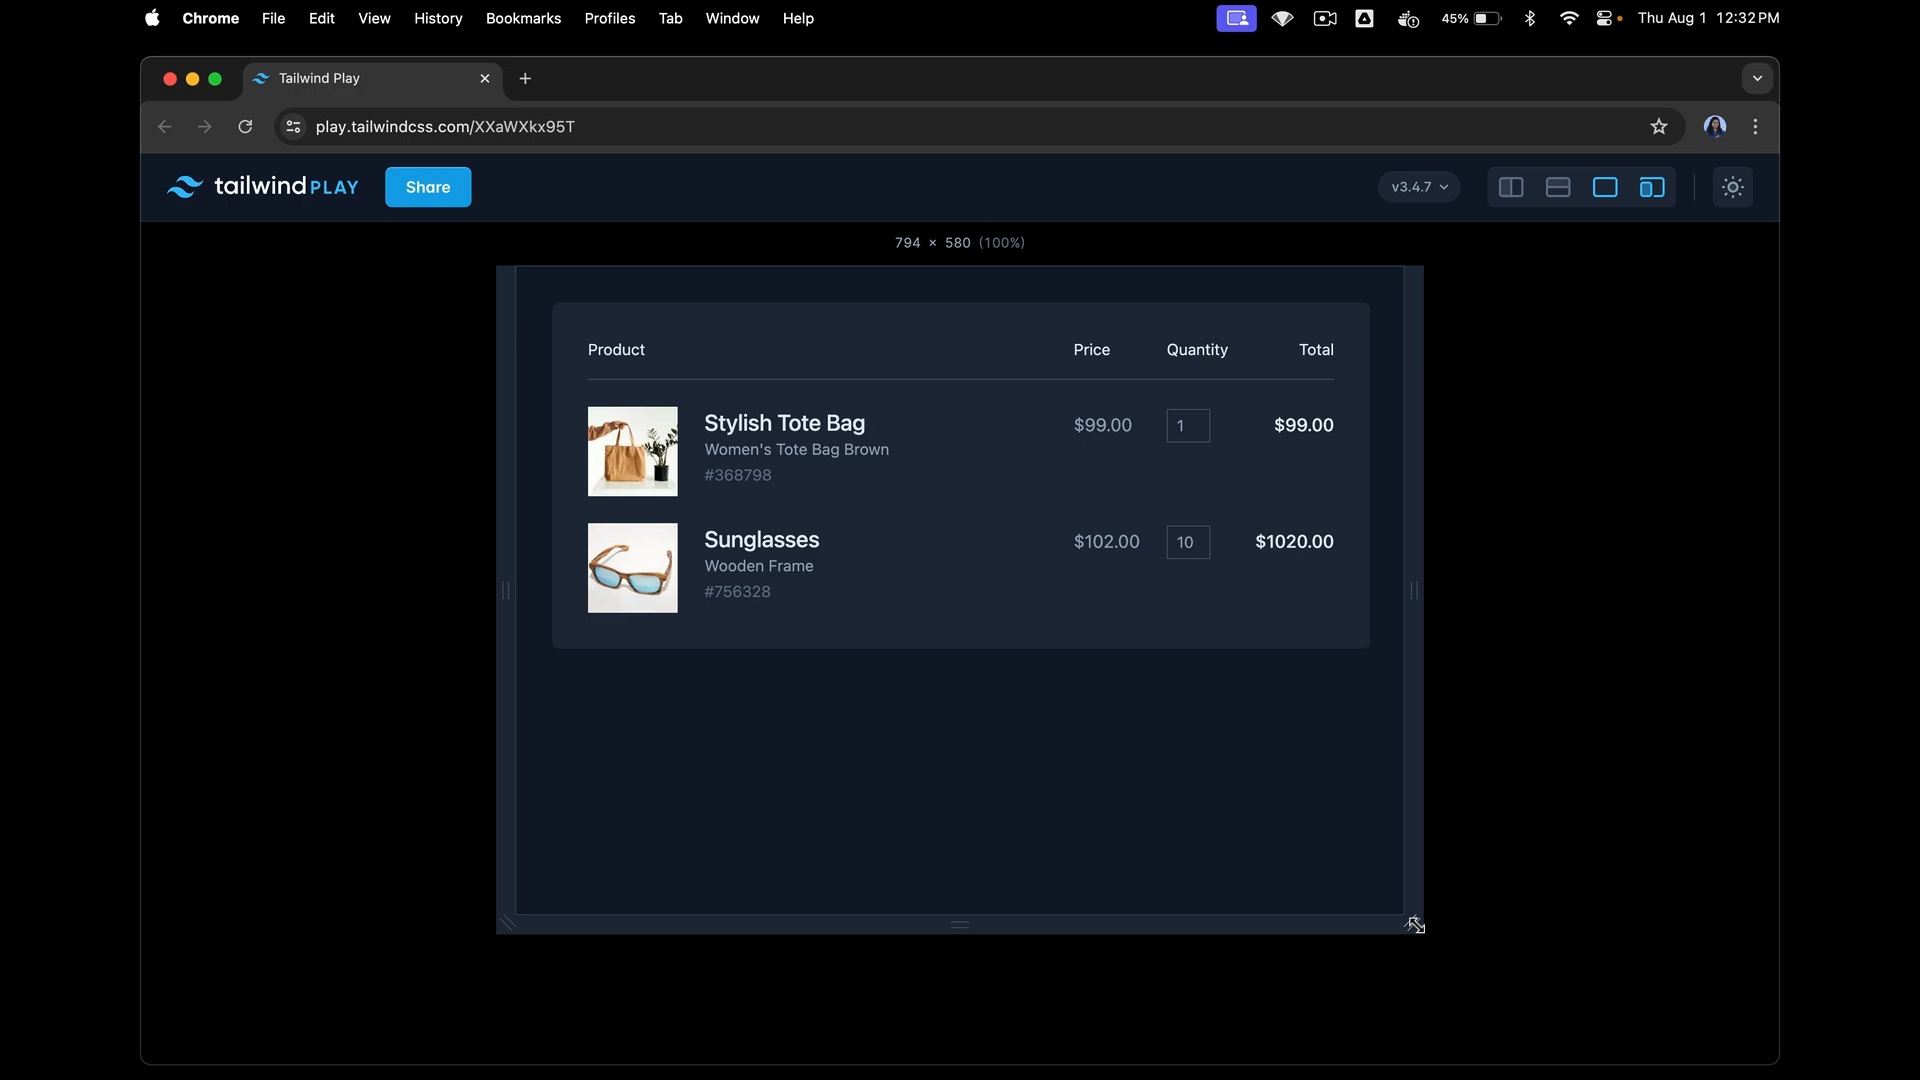 Chrome File Edit View History Bookmarks Profiles Tab Window Help 45% Thu Aug 1 12:32 PM
Tailwind Play
play.tailwindcss.com/XXaWXkx95T
tailwind PLAY Share v3.4.7
794 × 580 (100%)
Product Price Quantity Total
Stylish Tote Bag $99.00 1 $99.00
Women's Tote Bag Brown
#368798
Sunglasses $102.00 10 $1020.00
Wooden Frame
#756328